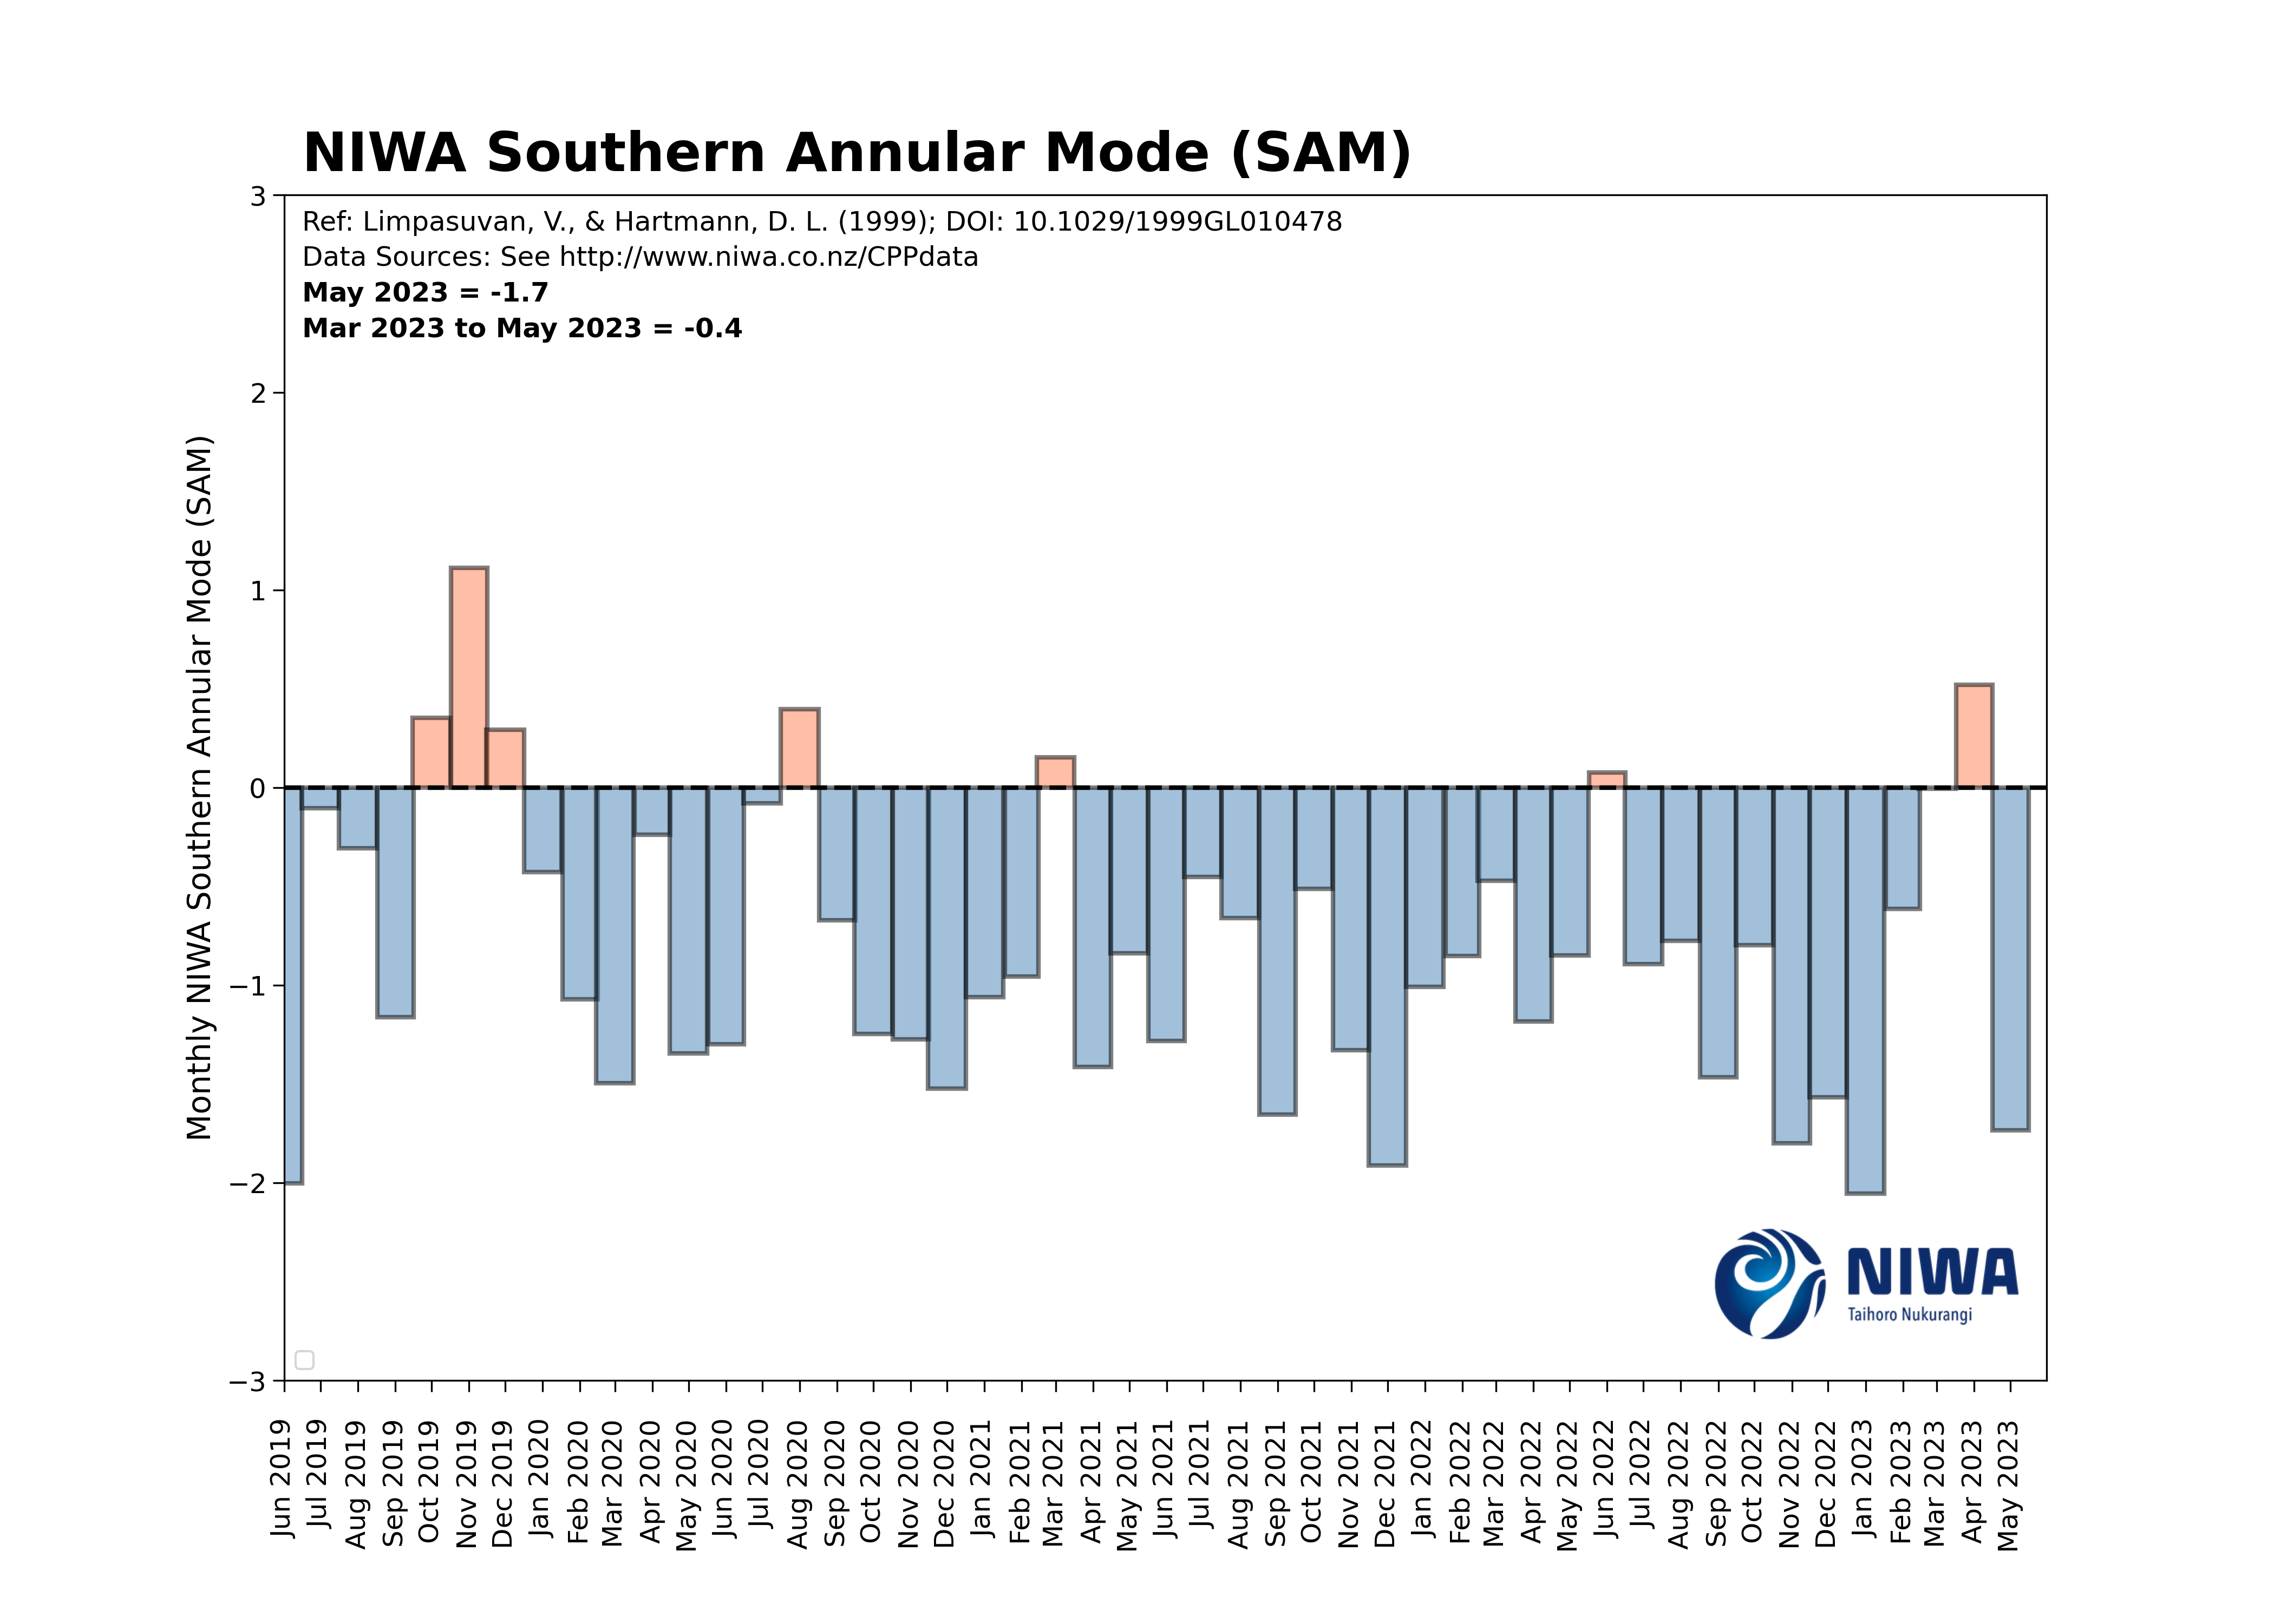 NIWA Southern Annular Mode (SAM)
Ref: Limpasuvan, V., & Hartmann, D. L. (1999); DOI: 10.1029/1999GL010478
Data Sources: See http://www.niwa.co.nz/CPPdata
May 2023 = -1.7
Mar 2023 to May 2023 = -0.4
Monthly NIWA Southern Annular Mode (SAM)
3
2
1
0
−1
−2
−3
NIWA
Taihoro Nukurangi
Jun 2019
Jul 2019
Aug 2019
Sep 2019
Oct 2019
Nov 2019
Dec 2019
Jan 2020
Feb 2020
Mar 2020
Apr 2020
May 2020
Jun 2020
Jul 2020
Aug 2020
Sep 2020
Oct 2020
Nov 2020
Dec 2020
Jan 2021
Feb 2021
Mar 2021
Apr 2021
May 2021
Jun 2021
Jul 2021
Aug 2021
Sep 2021
Oct 2021
Nov 2021
Dec 2021
Jan 2022
Feb 2022
Mar 2022
Apr 2022
May 2022
Jun 2022
Jul 2022
Aug 2022
Sep 2022
Oct 2022
Nov 2022
Dec 2022
Jan 2023
Feb 2023
Mar 2023
Apr 2023
May 2023